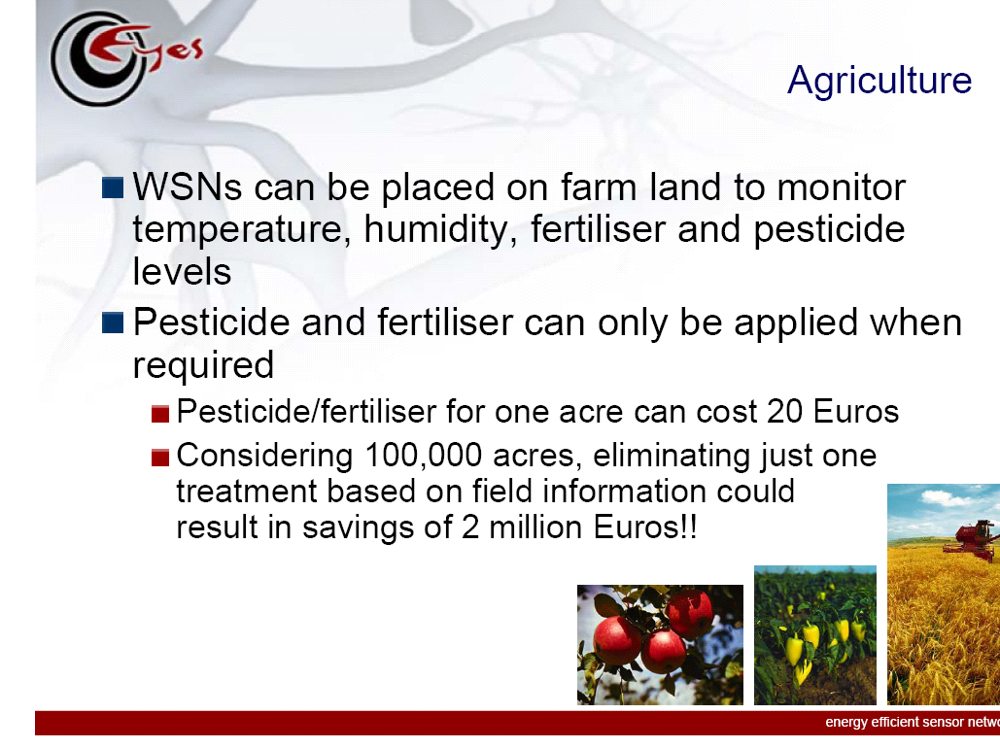 Eyes
Agriculture
WSNs can be placed on farm land to monitor
temperature, humidity, fertiliser and pesticide
levels
Pesticide and fertiliser can only be applied when
required
Pesticide/fertiliser for one acre can cost 20 Euros
Considering 100,000 acres, eliminating just one
treatment based on field information could
result in savings of 2 million Euros!!
energy efficient sensor netwo